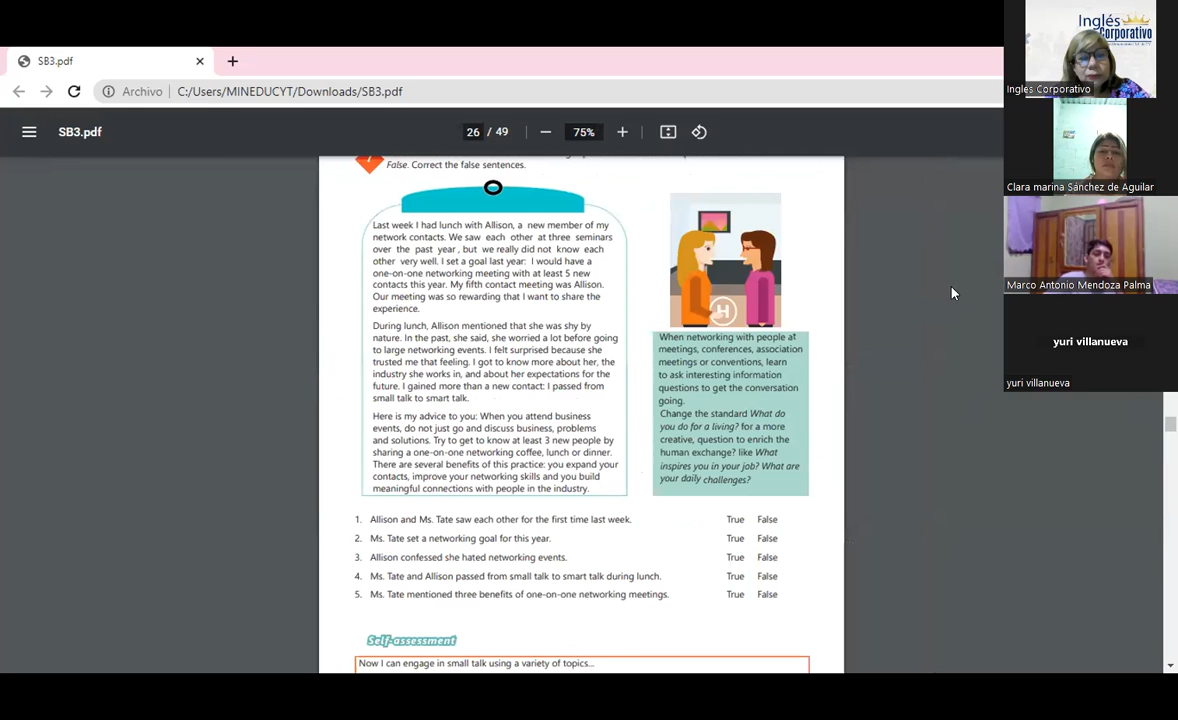 SB3.pdf
Archivo
C:/Users/MINEDUCYT/Downloads/SB3.pdf
SB3.pdf
26 / 49
75%
False. Correct the false sentences.
Last week I had lunch with Allison, a new member of my
network contacts. We saw each other at three seminars
over the past year, but we really did not know each
other very well. I set a goal last year: I would have a
one-on-one networking meeting with at least 5 new
contacts this year. My fifth contact meeting was Allison.
Our meeting was so rewarding that I want to share the
experience.
During lunch, Allison mentioned that she was shy by
nature. In the past, she said, she worried a lot before going
to large networking events. I felt surprised because she
trusted me that feeling. I got to know more about her, the
industry she works in, and about her expectations for the
future. I gained more than a new contact: I passed from
small talk to smart talk.
Here is my advice to you: When you attend business
events, do not just go and discuss business, problems
and solutions. Try to get to know at least 3 new people by
sharing a one-on-one networking coffee, lunch or dinner.
There are several benefits of this practice: you expand your
contacts, improve your networking skills and you build
meaningful connections with people in the industry.
When networking with people at
meetings, conferences, association
meetings or conventions, learn
to ask interesting information
questions to get the conversation
going.
Change the standard What do
you do for a living? for a more
creative, question to enrich the
human exchange? like What
inspires you in your job? What are
your daily challenges?
1. Allison and Ms. Tate saw each other for the first time last week. True False
2. Ms. Tate set a networking goal for this year. True False
3. Allison confessed she hated networking events. True False
4. Ms. Tate and Allison passed from small talk to smart talk during lunch. True False
5. Ms. Tate mentioned three benefits of one-on-one networking meetings. True False
Self-assessment
Now I can engage in small talk using a variety of topics...
Inglés
Corporativo
Ingles Corporativo
Clara marina Sánchez de Aguilar
Marco Antonio Mendoza Palma
yuri villanueva
yuri villanueva